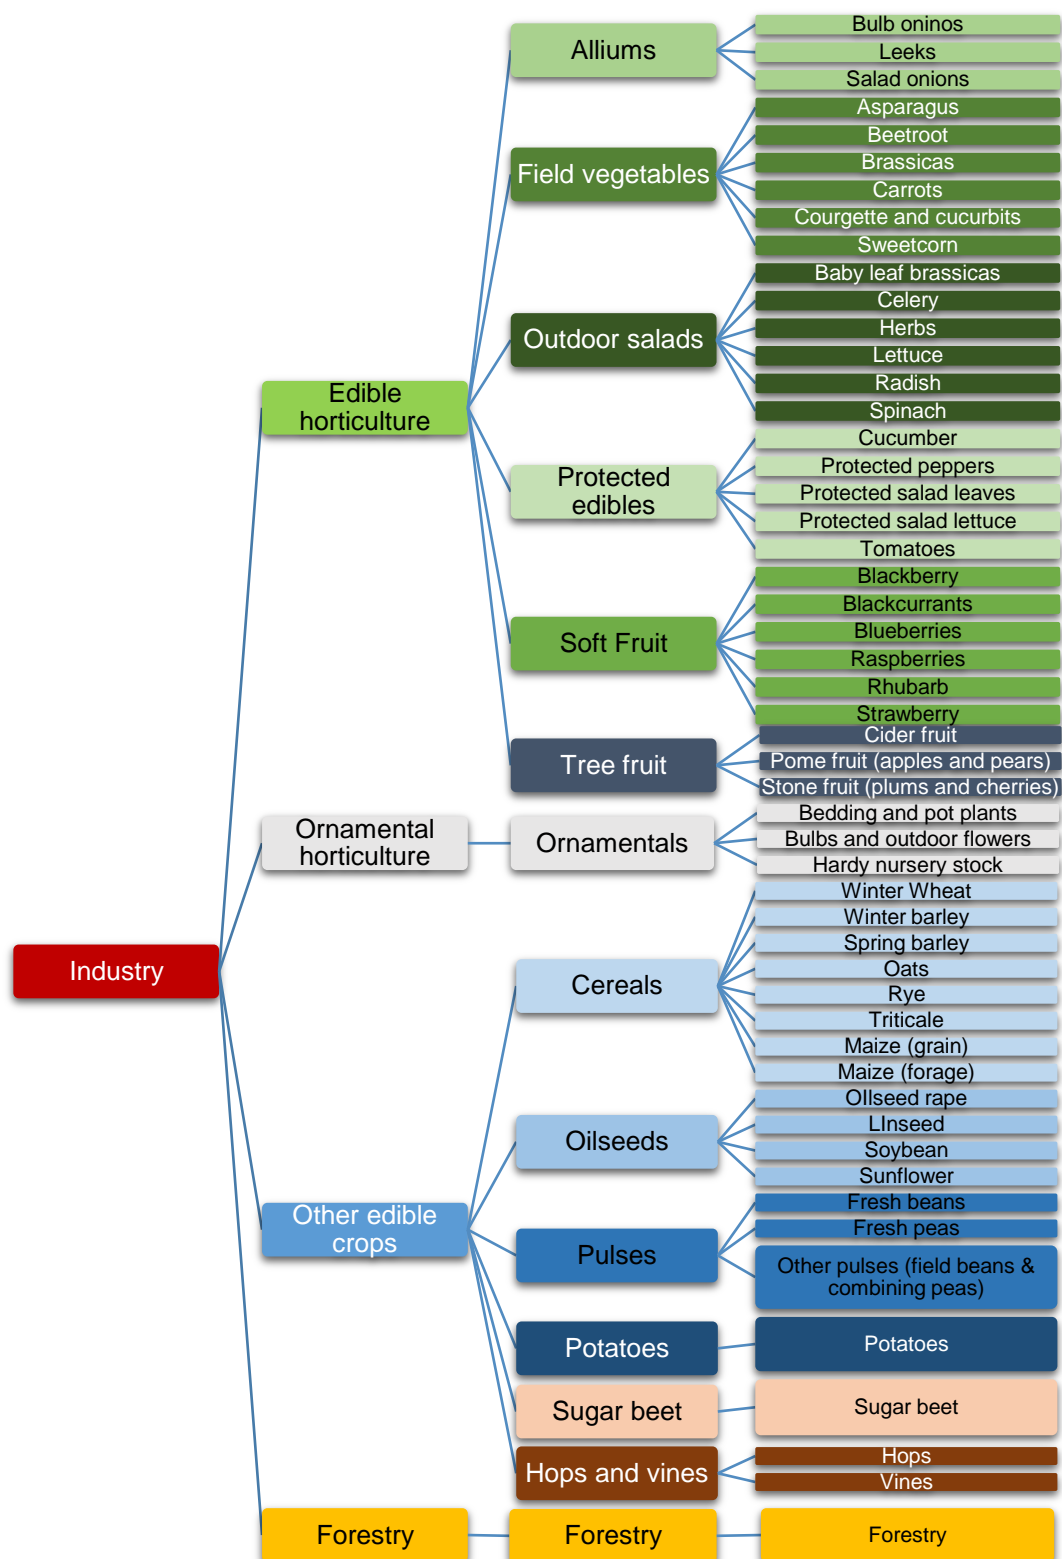 Industry
Edible
horticulture
Alliums
Bulb oninos
Leeks
Salad onions
Field vegetables
Asparagus
Beetroot
Brassicas
Carrots
Courgette and cucurbits
Sweetcorn
Outdoor salads
Baby leaf brassicas
Celery
Herbs
Lettuce
Radish
Spinach
Protected
edibles
Cucumber
Protected peppers
Protected salad leaves
Protected salad lettuce
Tomatoes
Soft Fruit
Blackberry
Blackcurrants
Blueberries
Raspberries
Rhubarb
Strawberry
Tree fruit
Cider fruit
Pome fruit (apples and pears)
Stone fruit (plums and cherries)
Ornamental
horticulture
Ornamentals
Bedding and pot plants
Bulbs and outdoor flowers
Hardy nursery stock
Other edible
crops
Cereals
Winter Wheat
Winter barley
Spring barley
Oats
Rye
Triticale
Maize (grain)
Maize (forage)
Oilseeds
OIlseed rape
LInseed
Soybean
Sunflower
Pulses
Fresh beans
Fresh peas
Other pulses (field beans &
combining peas)
Potatoes
Potatoes
Sugar beet
Sugar beet
Hops and vines
Hops
Vines
Forestry
Forestry
Forestry